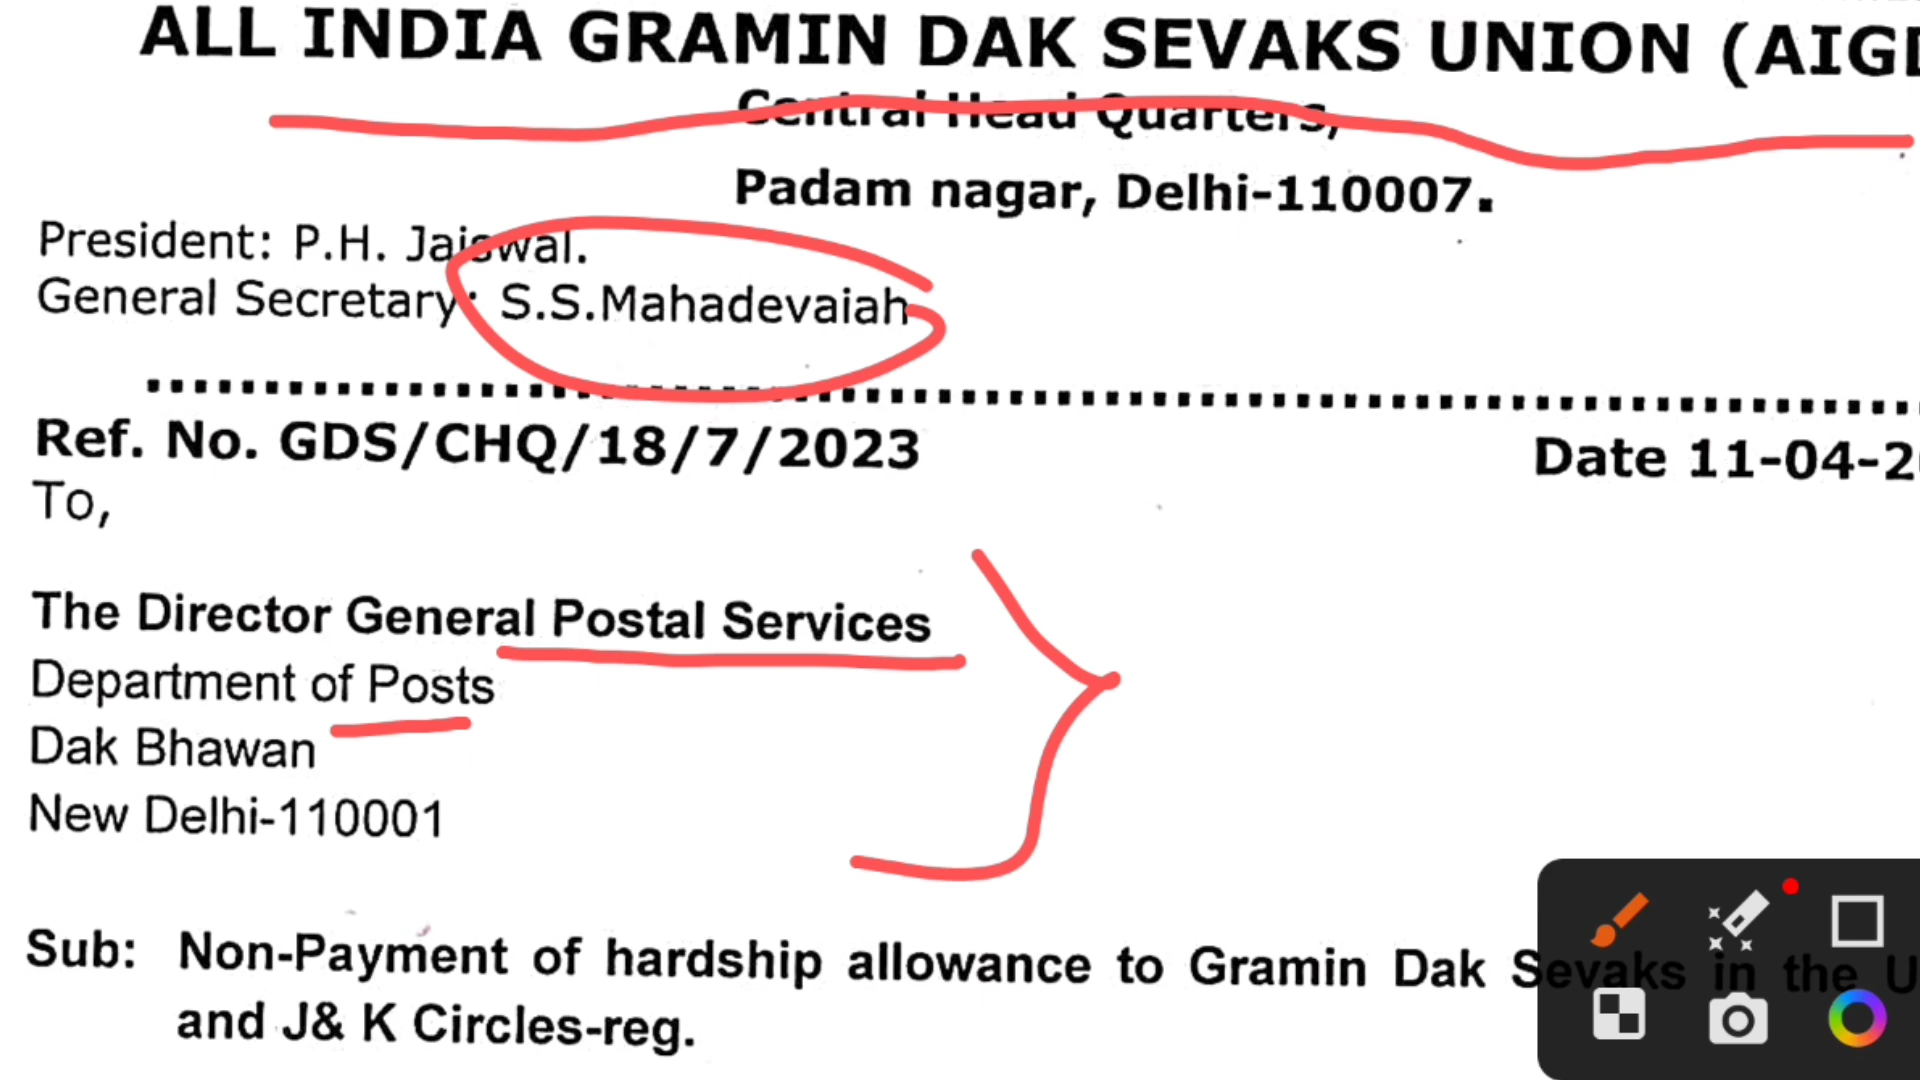 ALL INDIA GRAMIN DAK SEVAKS UNION (AIGD
Central Head Quarters,
Padam nagar, Delhi-110007.
President: P.H. Jaiswal.
General Secretary: S.S.Mahadevaiah
Ref. No. GDS/CHQ/18/7/2023
Date 11-04-20
To,
The Director General Postal Services
Department of Posts
Dak Bhawan
New Delhi-110001
Sub: Non-Payment of hardship allowance to Gramin Dak Sevaks in the U
and J& K Circles-reg.